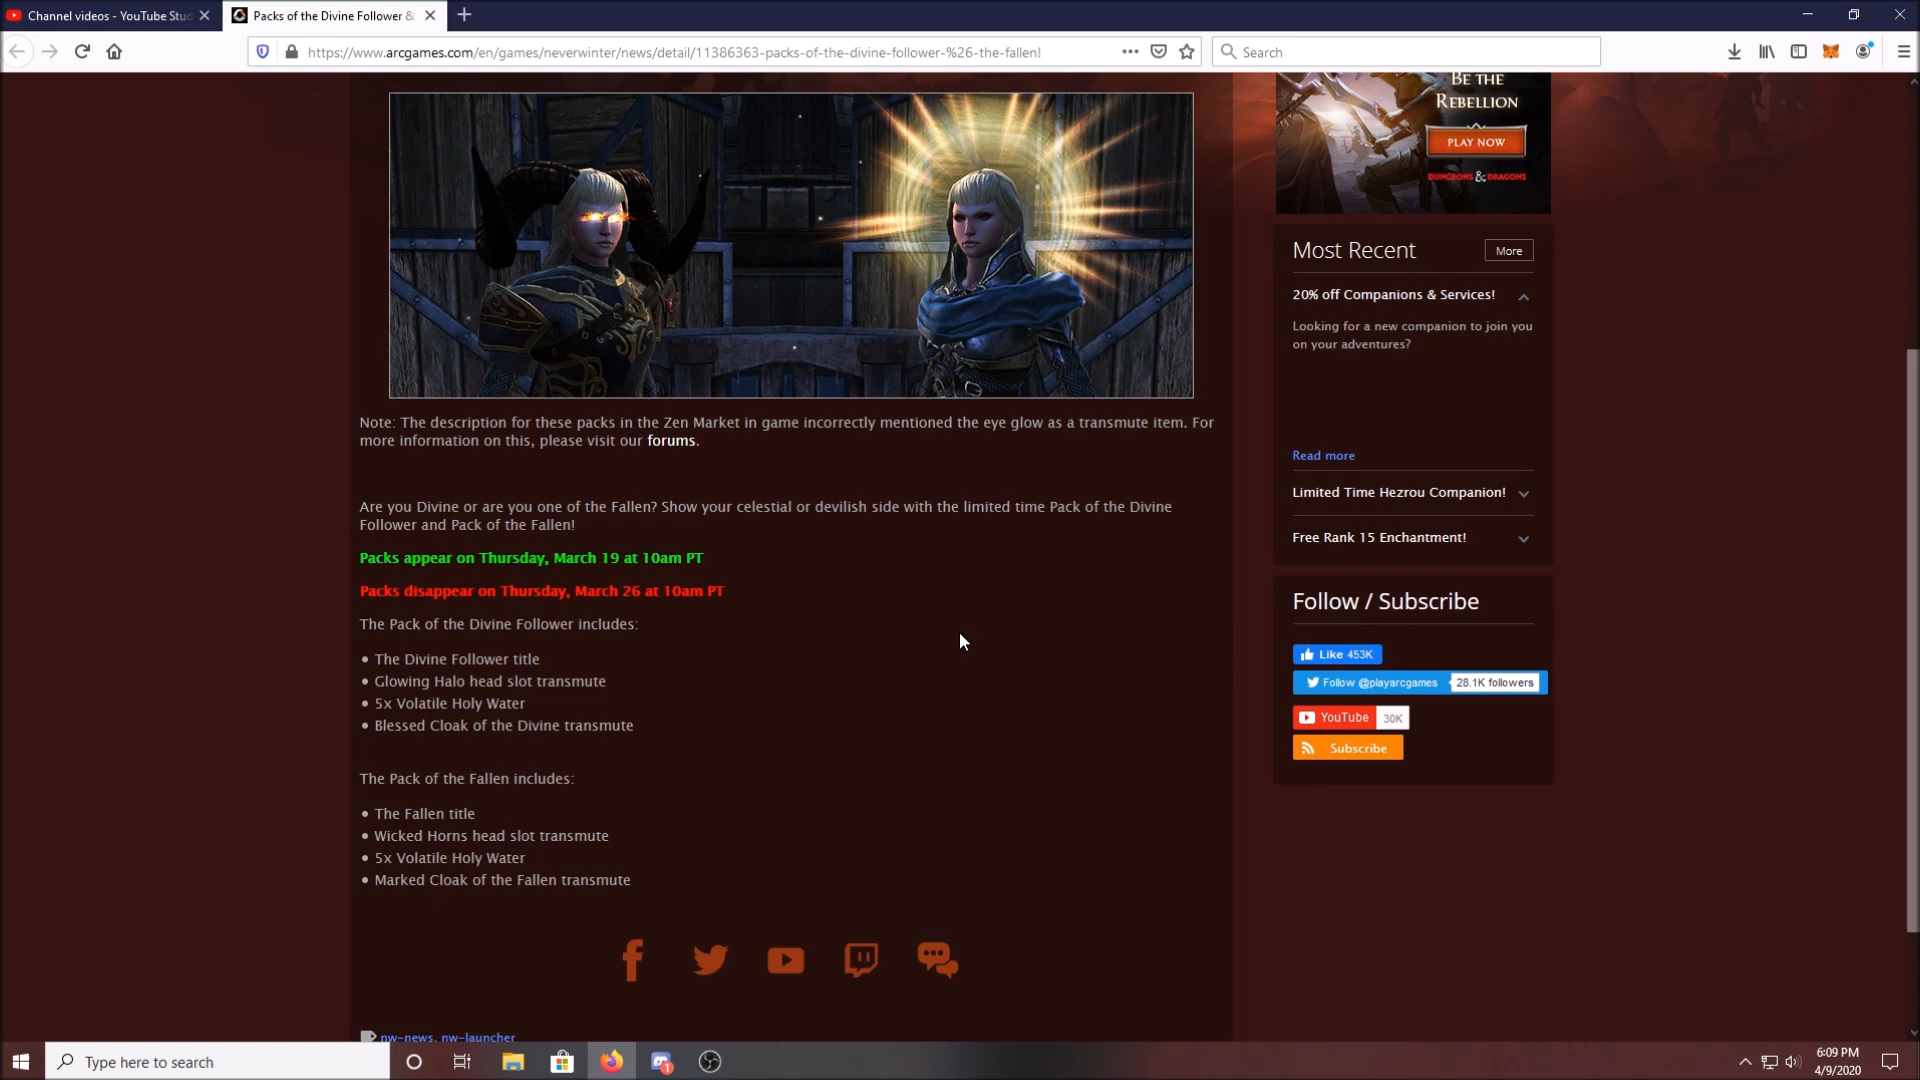 Channel videos - YouTube Stud
Packs of the Divine Follower &
https://www.arcgames.com/en/games/neverwinter/news/detail/11386363-packs-of-the-divine-follower-%26-the-fallen!
Search
BE THE
REBELLION
PLAY NOW
DUNGEONS & DRAGONS
Note: The description for these packs in the Zen Market in game incorrectly mentioned the eye glow as a transmute item. For
more information on this, please visit our forums.
Are you Divine or are you one of the Fallen? Show your celestial or devilish side with the limited time Pack of the Divine
Follower and Pack of the Fallen!
Packs appear on Thursday, March 19 at 10am PT
Packs disappear on Thursday, March 26 at 10am PT
The Pack of the Divine Follower includes:
• The Divine Follower title
• Glowing Halo head slot transmute
• 5x Volatile Holy Water
• Blessed Cloak of the Divine transmute
The Pack of the Fallen includes:
• The Fallen title
• Wicked Horns head slot transmute
• 5x Volatile Holy Water
• Marked Cloak of the Fallen transmute
nw-news, nw-launcher
Most Recent
More
20% off Companions & Services!
Looking for a new companion to join you
on your adventures?
Read more
Limited Time Hezrou Companion!
Free Rank 15 Enchantment!
Follow / Subscribe
Like 453K
Follow @playarcgames 28.1K followers
YouTube 30K
Subscribe
Type here to search
1
6:09 PM
4/9/2020